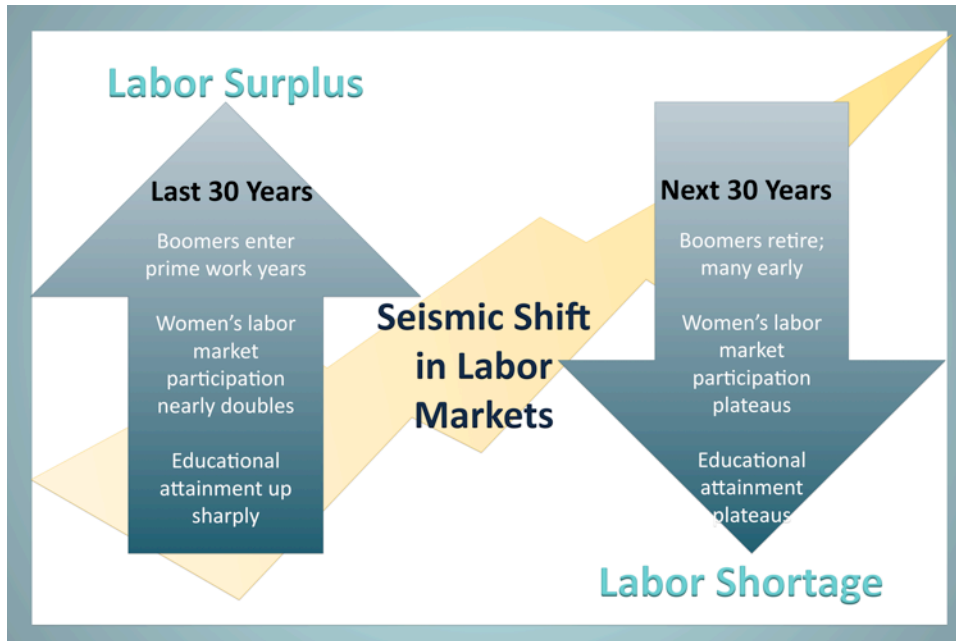 Labor Surplus
Last 30 Years
Boomers enter
prime work years
Women’s labor
market
participation
nearly doubles
Educational
attainment up
sharply
Seismic Shift
in Labor
Markets
Next 30 Years
Boomers retire;
many early
Women’s labor
market
participation
plateaus
Educational
attainment
plateaus
Labor Shortage